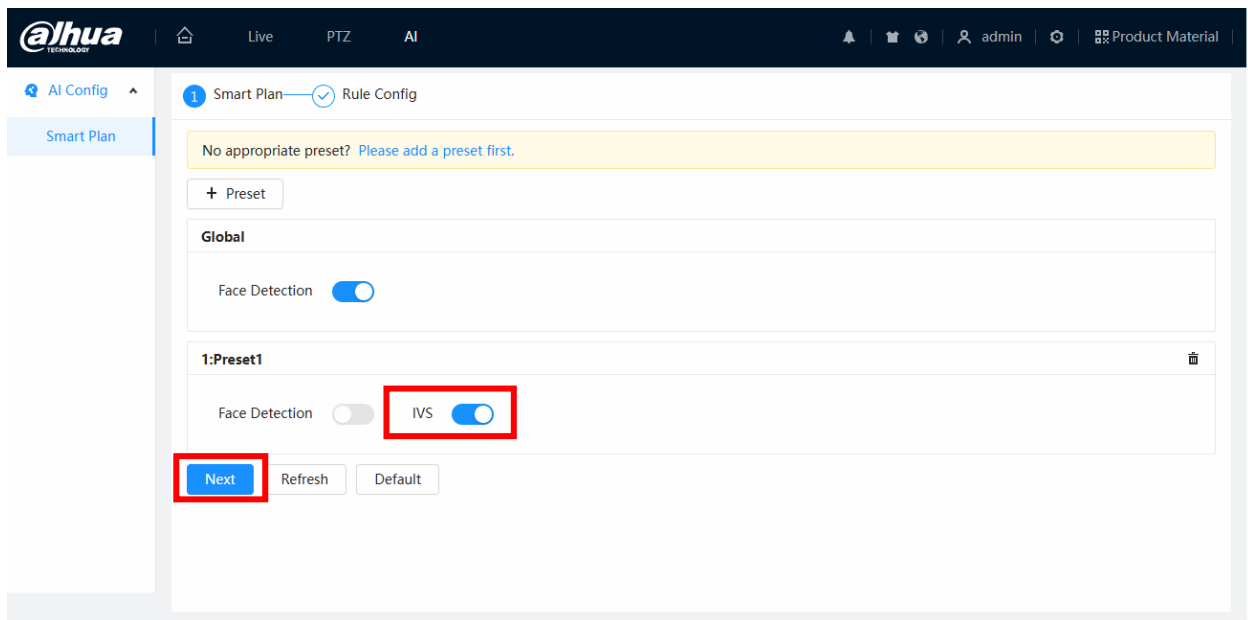 alhua
TECHNOLOGY
Live PTZ AI admin Product Material
AI Config
Smart Plan
1 Smart Plan Rule Config
No appropriate preset? Please add a preset first.
+ Preset
Global
Face Detection
1:Preset1
Face Detection IVS
Next Refresh Default